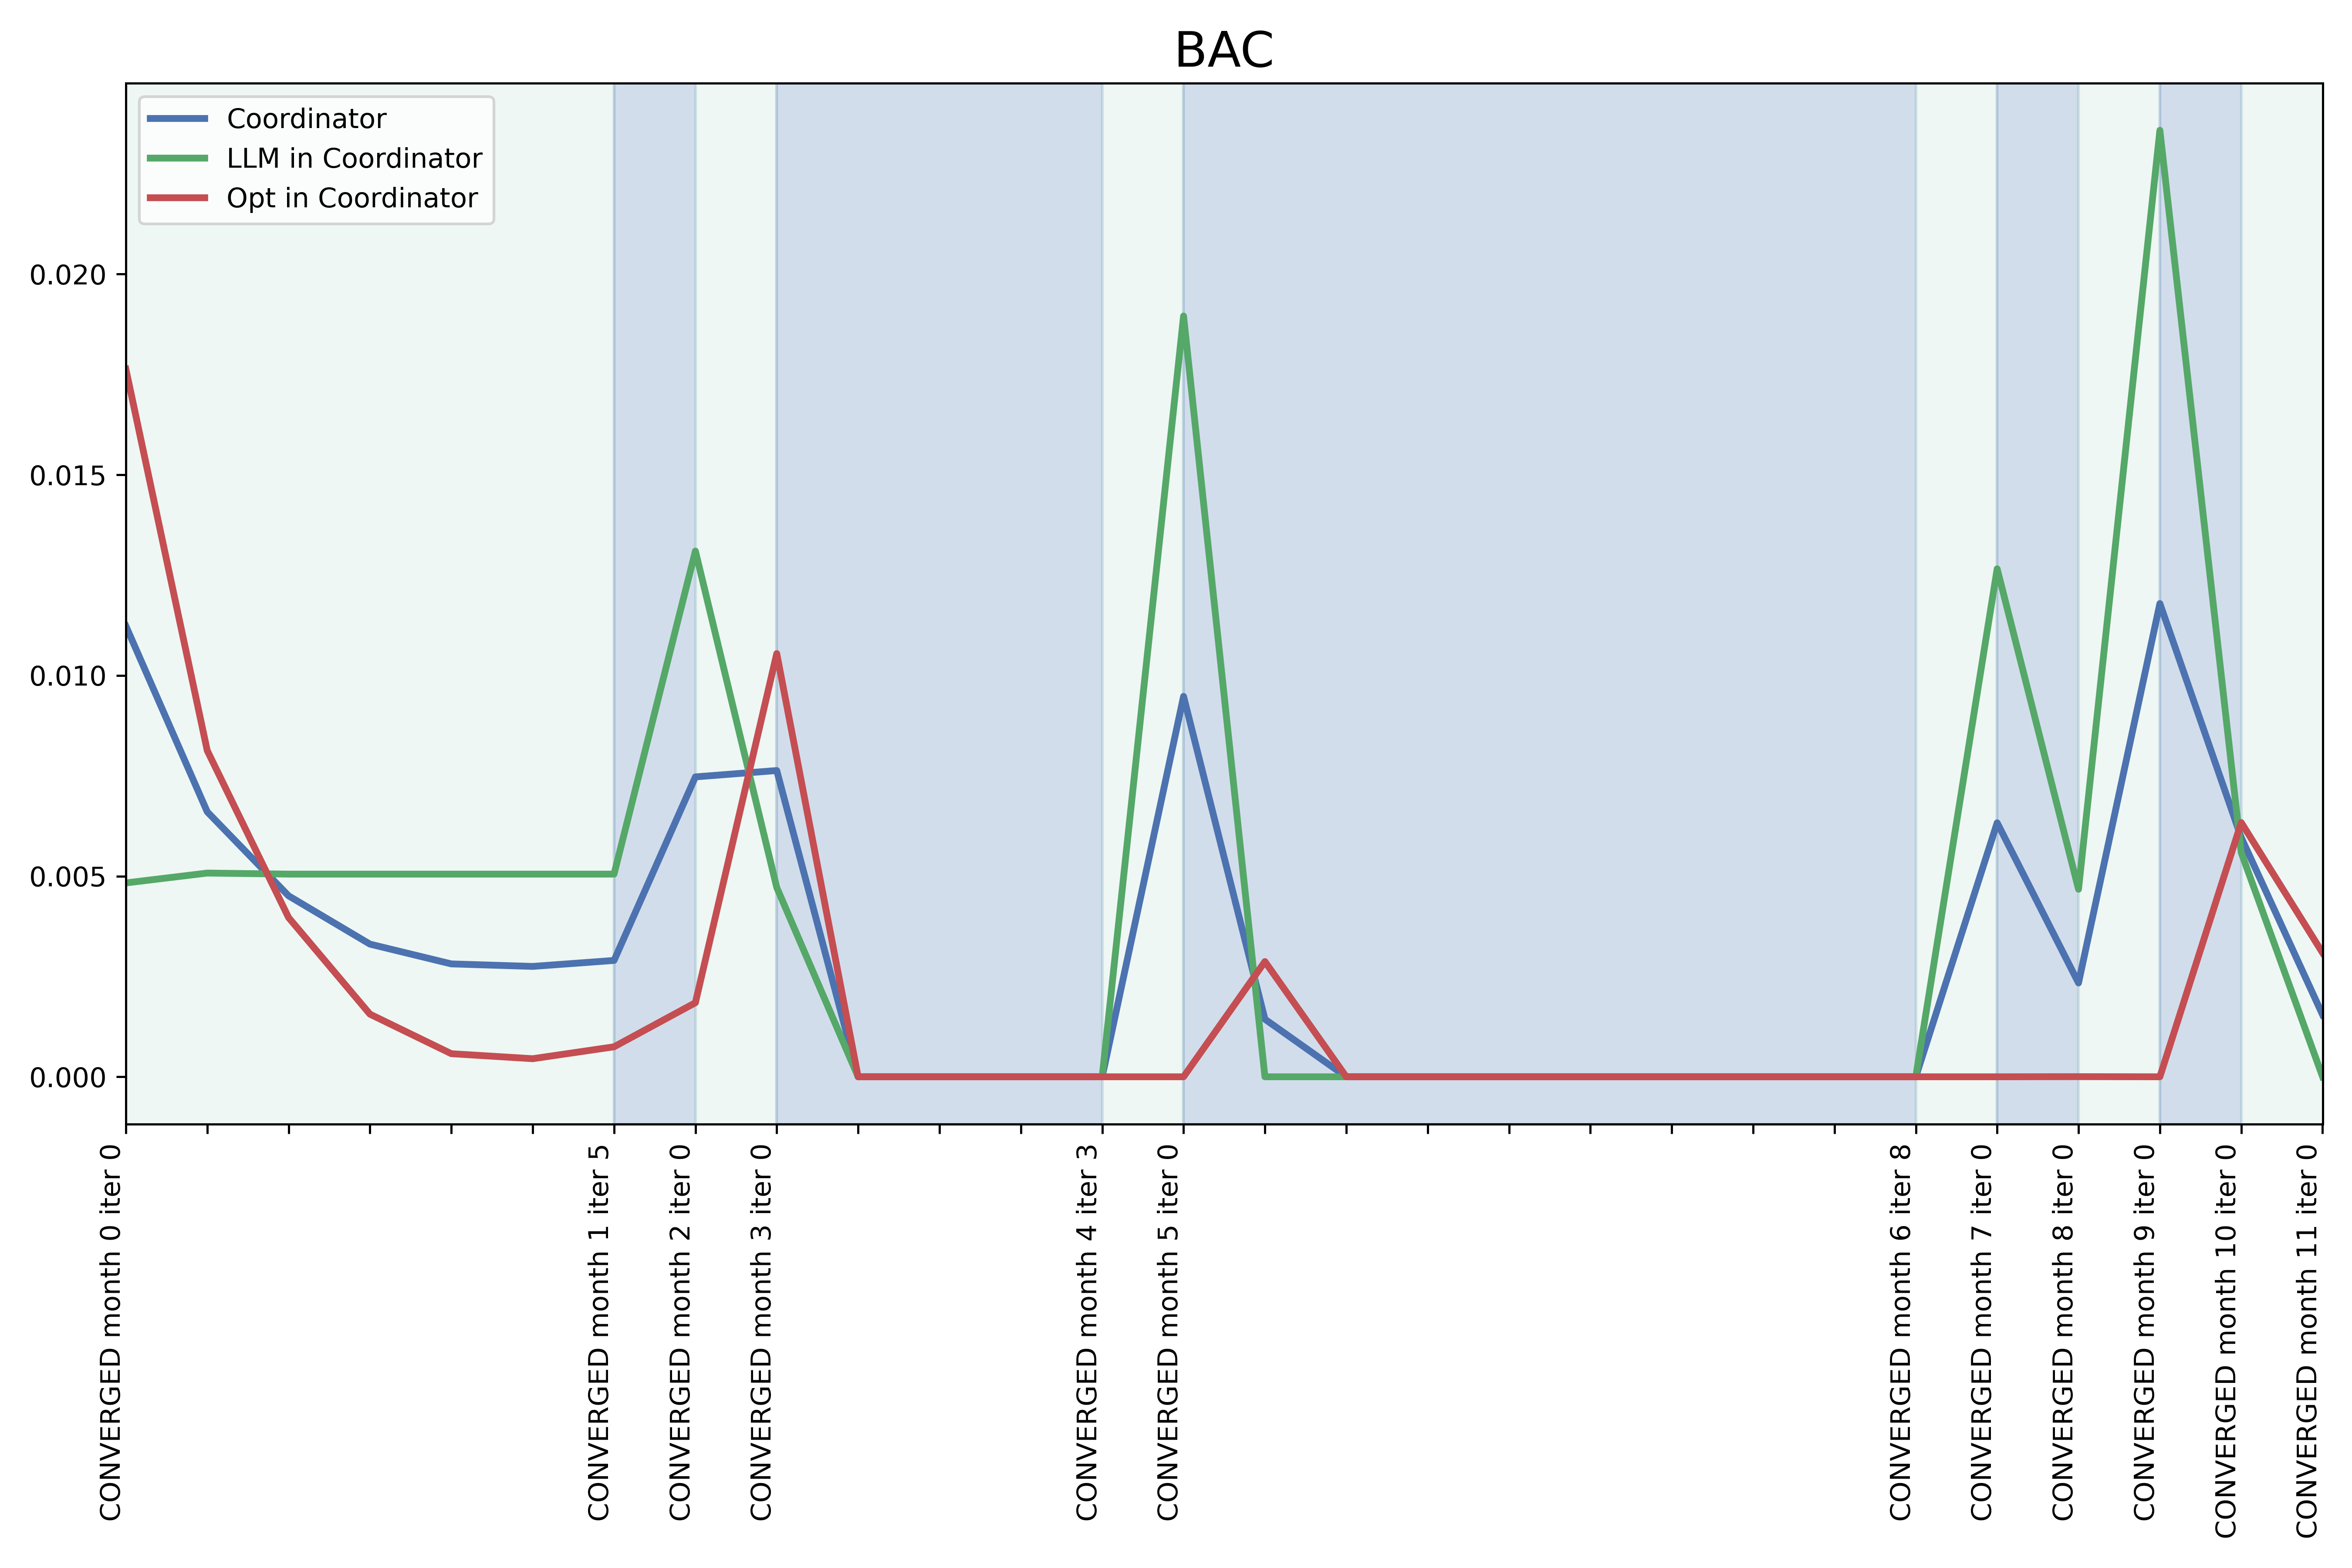 BAC
Coordinator
LLM in Coordinator
Opt in Coordinator
0.020
0.015
0.010
0.005
0.000
CONVERGED month 0 iter 0
CONVERGED month 1 iter 5
CONVERGED month 2 iter 0
CONVERGED month 3 iter 0
CONVERGED month 4 iter 3
CONVERGED month 5 iter 0
CONVERGED month 6 iter 8
CONVERGED month 7 iter 0
CONVERGED month 8 iter 0
CONVERGED month 9 iter 0
CONVERGED month 10 iter 0
CONVERGED month 11 iter 0